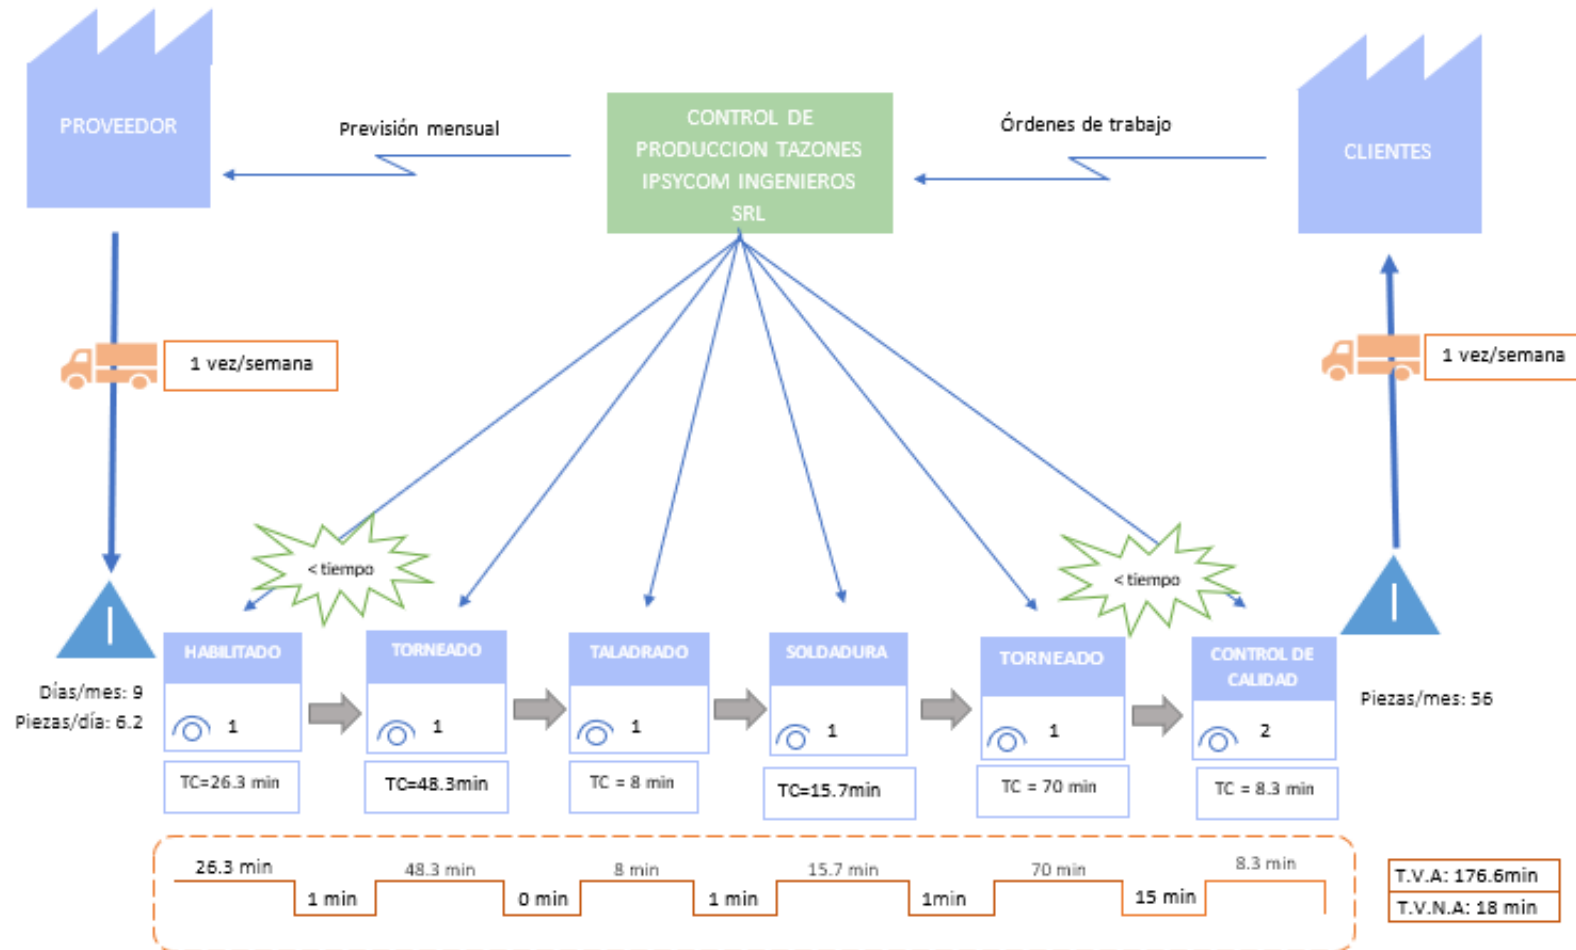 PROVEEDOR
Previsión mensual
CONTROL DE
PRODUCCION TAZONES
IPSYCOM INGENIEROS
SRL
Órdenes de trabajo
CLIENTES
1 vez/semana
1 vez/semana
< tiempo
< tiempo
I
I
Días/mes: 9
Piezas/día: 6.2
HABILITADO
1
TC=26.3 min
TORNEADO
1
TC=48.3min
TALADRADO
1
TC = 8 min
SOLDADURA
1
TC=15.7min
TORNEADO
1
TC = 70 min
CONTROL DE
CALIDAD
2
TC = 8.3 min
Piezas/mes: 56
26.3 min
1 min
48.3 min
0 min
8 min
1 min
15.7 min
1min
70 min
15 min
8.3 min
T.V.A: 176.6min
T.V.N.A: 18 min